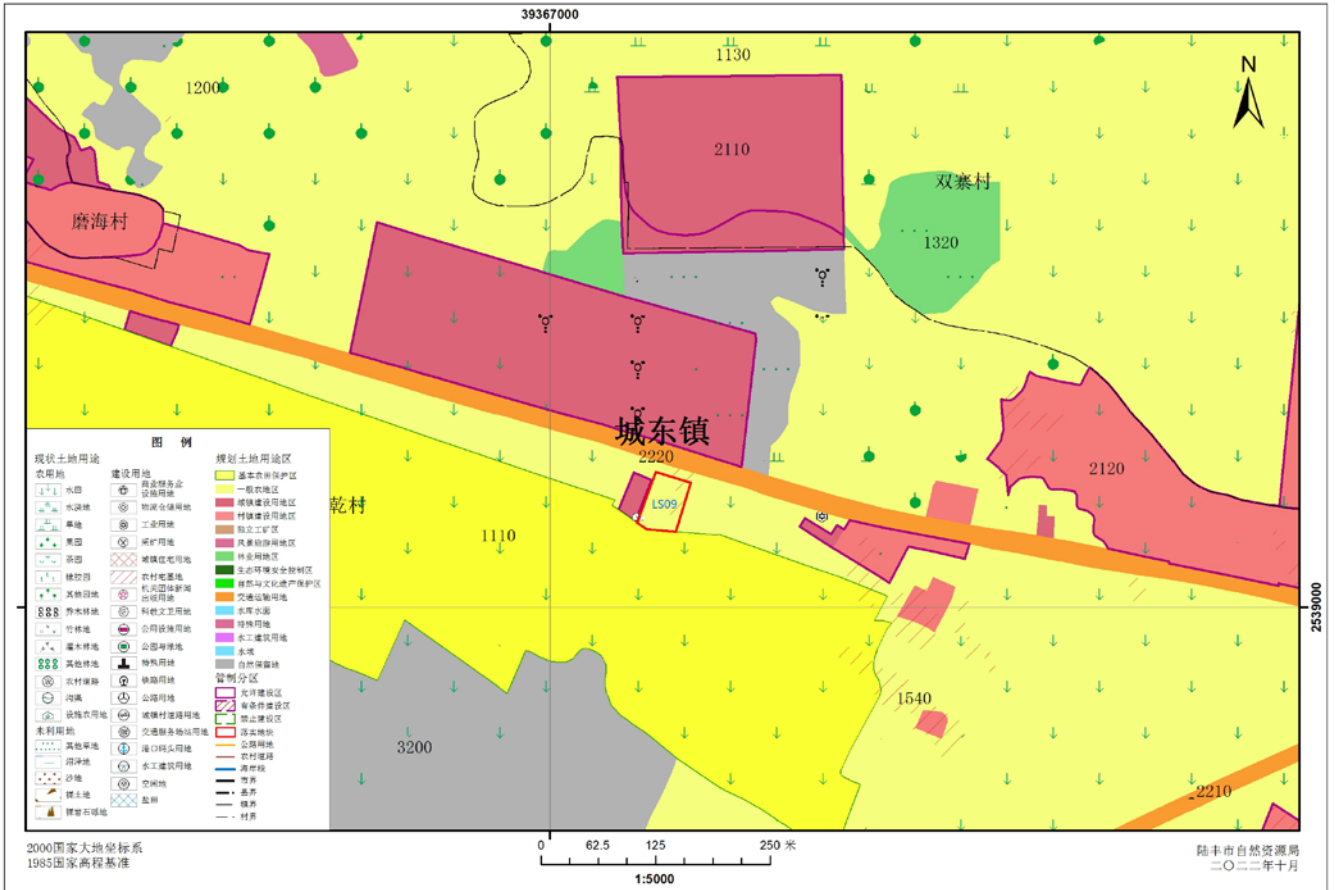 39367000
1130
1200
N
2110
双寨村
磨海村
1320
城东镇
2220
2120
LS09
乾村
1110
2539000
1540
3200
2210
图 例
现状土地用途
农用地
水田
水浇地
旱地
果园
茶园
橡胶园
其他园地
乔木林地
竹林地
灌木林地
其他林地
农村道路
沟渠
设施农用地
未利用地
其他草地
沼泽地
沙地
裸土地
裸岩石砾地
建设用地
商业服务业
设施用地
物流仓储用地
工业用地
采矿用地
城镇住宅用地
农村宅基地
机关团体新闻
出版用地
科教文卫用地
公用设施用地
公园与绿地
特殊用地
铁路用地
公路用地
城镇村道路用地
交通服务场站用地
港口码头用地
水工建筑用地
空闲地
盐田
规划土地用途区
基本农田保护区
一般农地区
城镇建设用地区
村镇建设用地区
独立工矿区
风景旅游用地区
林业用地区
生态环境安全控制区
自然与文化遗产保护区
交通运输用地
水库水面
特殊用地
水工建筑用地
水域
自然保留地
管制分区
允许建设区
有条件建设区
禁止建设区
落实地块
公路用地
农村道路
海岸线
市界
县界
镇界
村界
2000国家大地坐标系
1985国家高程基准
0 62.5 125 250 米
1:5000
陆丰市自然资源局
二〇二二年十月